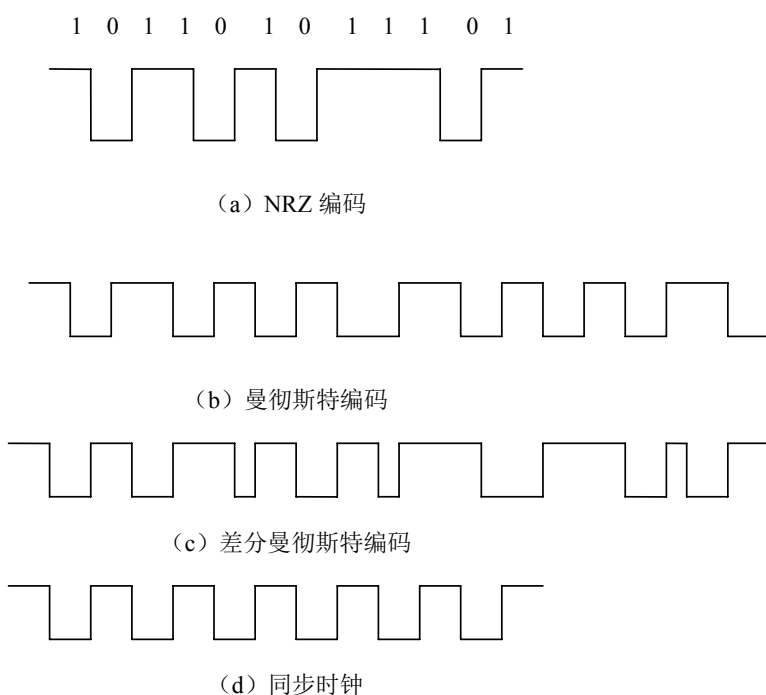 1 0 1 1 0 1 0 1 1 1 0 1
（a）NRZ 编码
（b）曼彻斯特编码
（c）差分曼彻斯特编码
（d）同步时钟